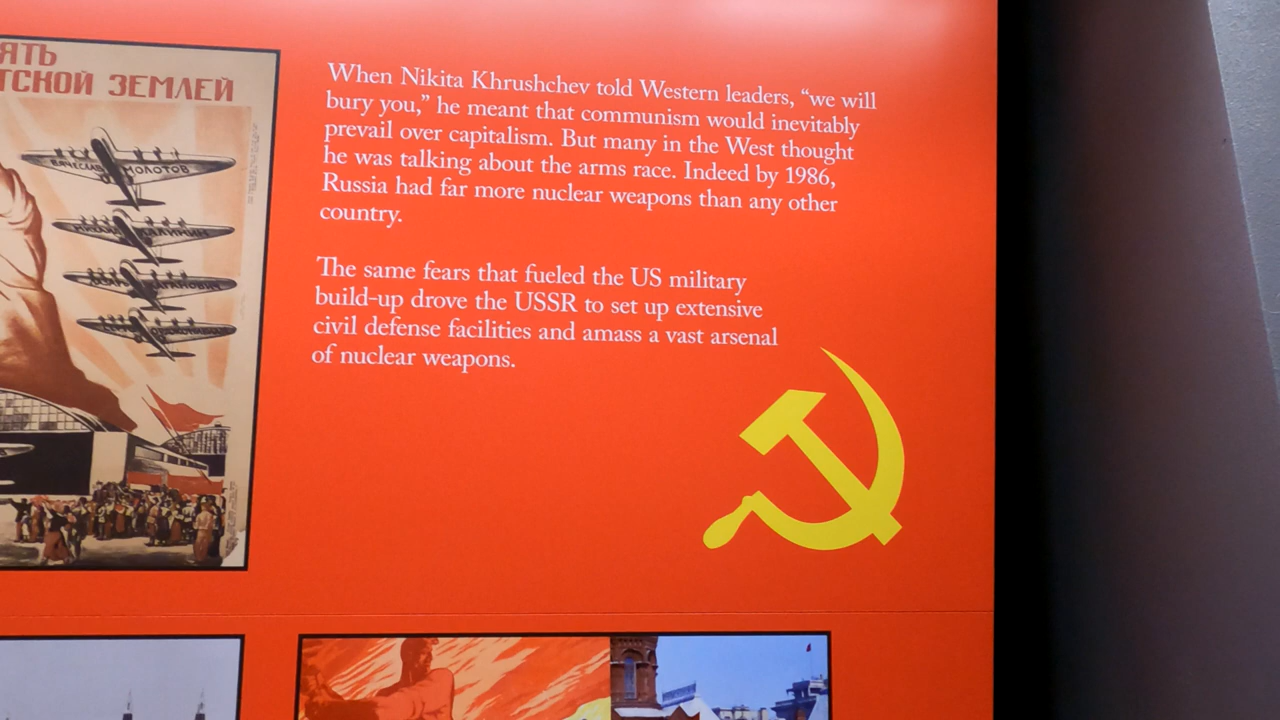 ЯТЬ
ТСКОЙ ЗЕМЛЕЙ
ВЯЧЕСЛАВ МОЛОТОВ
When Nikita Khrushchev told Western leaders, “we will
bury you,” he meant that communism would inevitably
prevail over capitalism. But many in the West thought
he was talking about the arms race. Indeed by 1986,
Russia had far more nuclear weapons than any other
country.
The same fears that fueled the US military
build-up drove the USSR to set up extensive
civil defense facilities and amass a vast arsenal
of nuclear weapons.